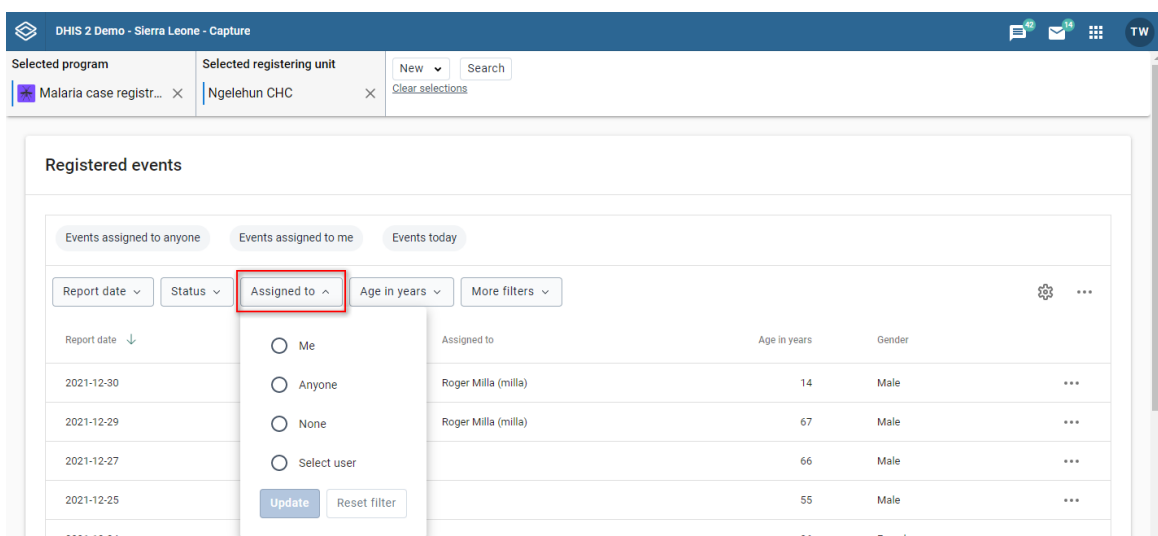 DHIS 2 Demo - Sierra Leone - Capture
42
14
TW
Selected program
Selected registering unit
New
Search
Malaria case registr...
Ngelehun CHC
Clear selections
Registered events
Events assigned to anyone
Events assigned to me
Events today
Report date
Status
Assigned to
Age in years
More filters
Report date
Assigned to
Age in years
Gender
Me
Anyone
None
Select user
Update
Reset filter
2021-12-30
Roger Milla (milla)
14
Male
2021-12-29
Roger Milla (milla)
67
Male
2021-12-27
66
Male
2021-12-25
55
Male